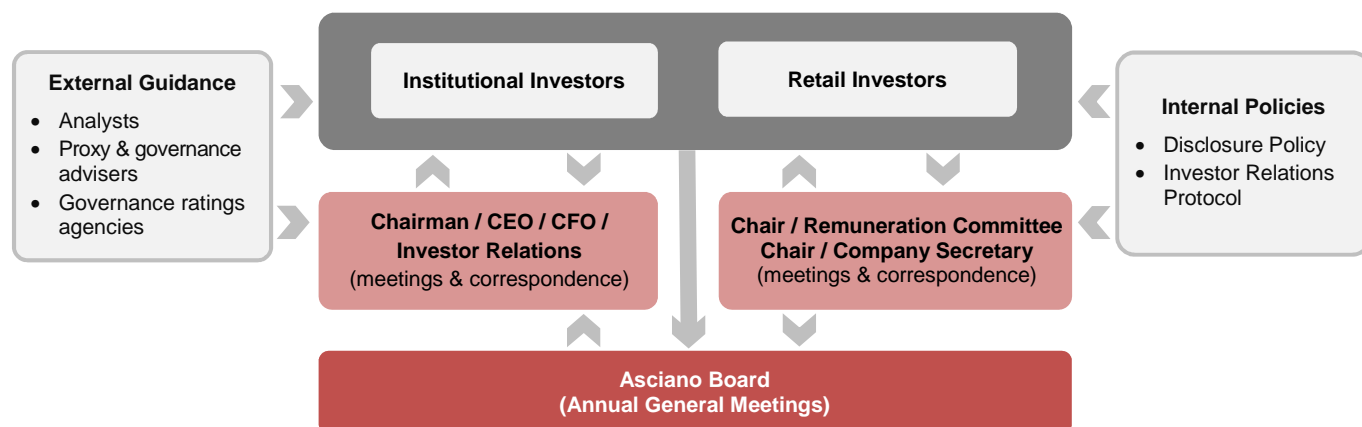 Institutional Investors
Retail Investors
External Guidance
• Analysts
• Proxy & governance
advisers
• Governance ratings
agencies
Internal Policies
• Disclosure Policy
• Investor Relations
Protocol
Chairman / CEO / CFO /
Investor Relations
(meetings & correspondence)
Chair / Remuneration Committee
Chair / Company Secretary
(meetings & correspondence)
Asciano Board
(Annual General Meetings)